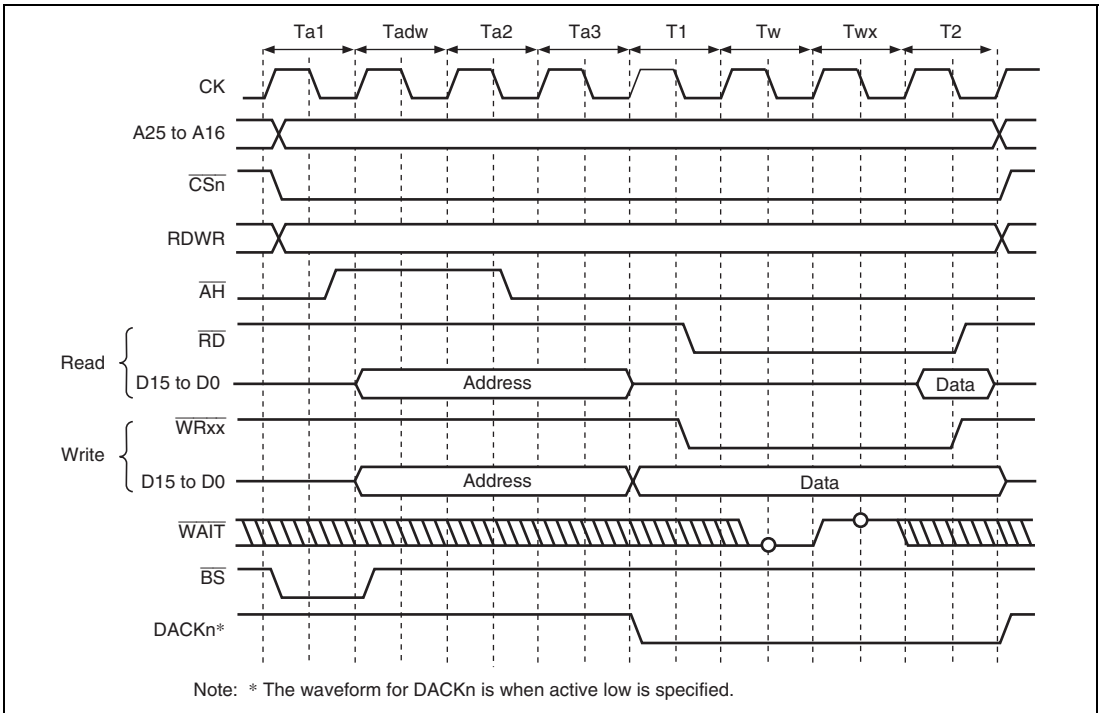 Ta1 Tadw Ta2 Ta3 T1 Tw Twx T2
CK
A25 to A16
CSn
RDWR
AH
RD
Read
D15 to D0 Address Data
WRxx
Write
D15 to D0 Address Data
WAIT
BS
DACKn*
Note: * The waveform for DACKn is when active low is specified.